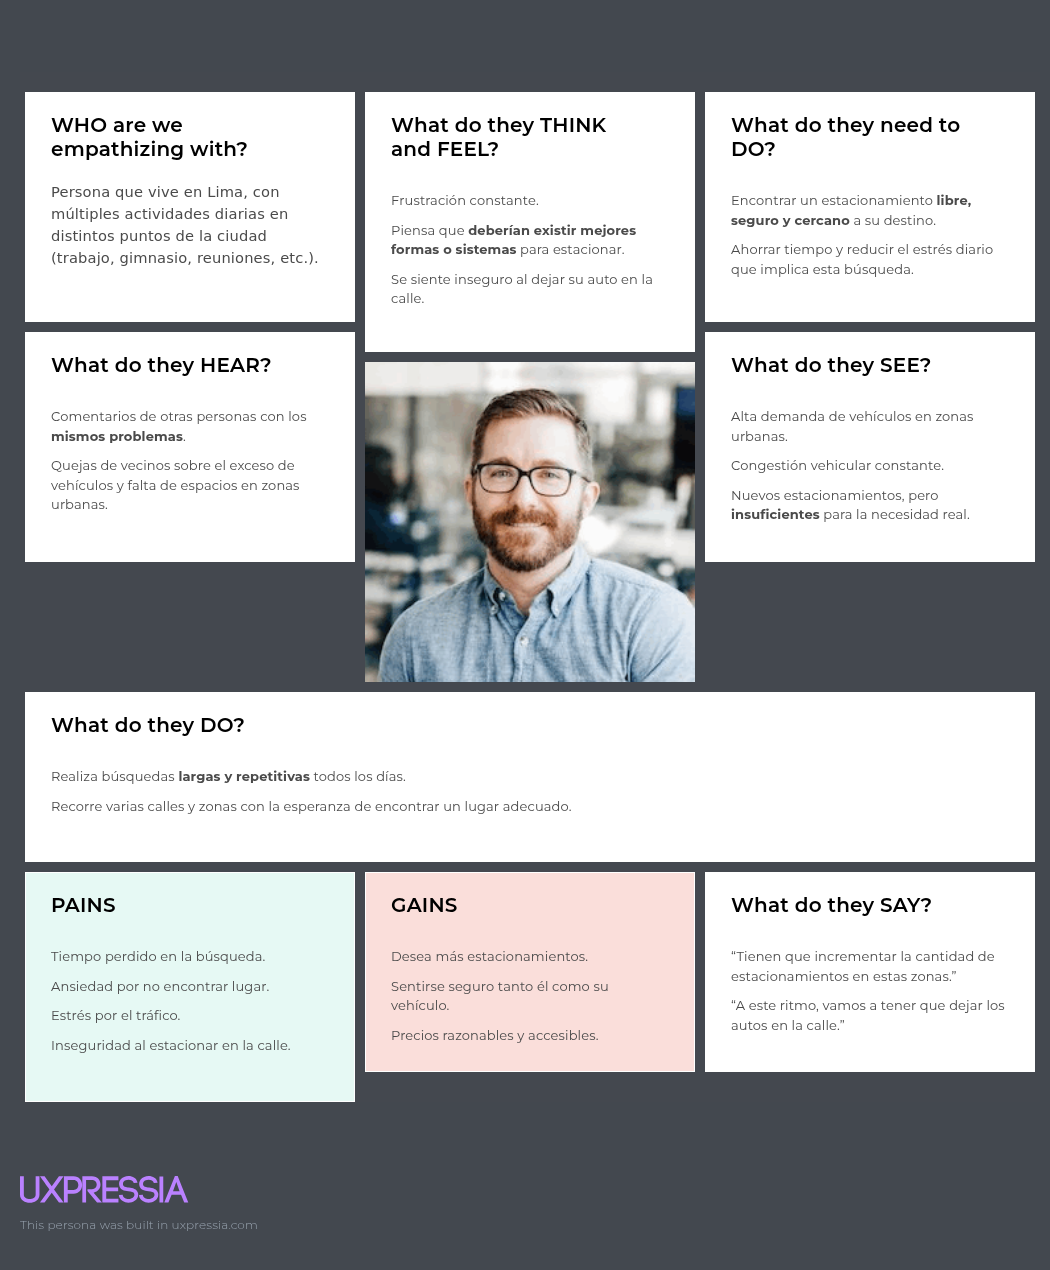 WHO are we
empathizing with?
Persona que vive en Lima, con
múltiples actividades diarias en
distintos puntos de la ciudad
(trabajo, gimnasio, reuniones, etc.).
What do they THINK
and FEEL?
Frustración constante.
Piensa que deberían existir mejores
formas o sistemas para estacionar.
Se siente inseguro al dejar su auto en la
calle.
What do they need to
DO?
Encontrar un estacionamiento libre,
seguro y cercano a su destino.
Ahorrar tiempo y reducir el estrés diario
que implica esta búsqueda.
What do they HEAR?
Comentarios de otras personas con los
mismos problemas.
Quejas de vecinos sobre el exceso de
vehículos y falta de espacios en zonas
urbanas.
What do they SEE?
Alta demanda de vehículos en zonas
urbanas.
Congestión vehicular constante.
Nuevos estacionamientos, pero
insuficientes para la necesidad real.
What do they DO?
Realiza búsquedas largas y repetitivas todos los días.
Recorre varias calles y zonas con la esperanza de encontrar un lugar adecuado.
PAINS
Tiempo perdido en la búsqueda.
Ansiedad por no encontrar lugar.
Estrés por el tráfico.
Inseguridad al estacionar en la calle.
GAINS
Desea más estacionamientos.
Sentirse seguro tanto él como su
vehículo.
Precios razonables y accesibles.
What do they SAY?
“Tienen que incrementar la cantidad de
estacionamientos en estas zonas.”
“A este ritmo, vamos a tener que dejar los
autos en la calle.”
UXPRESSIA
This persona was built in uxpressia.com